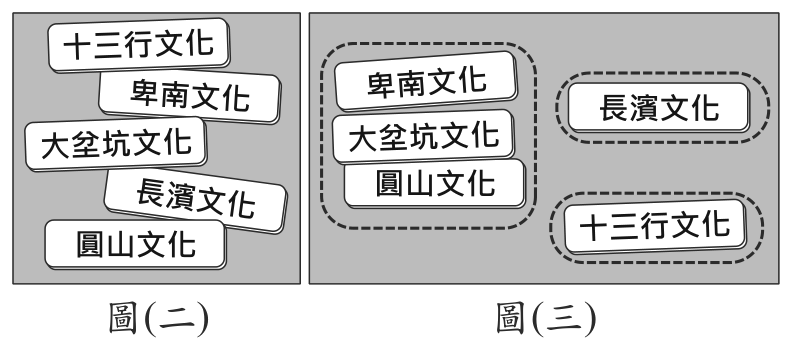 十三行文化
卑南文化
大坌坑文化
長濱文化
圓山文化
圖(二)
卑南文化
大坌坑文化
圓山文化
長濱文化
十三行文化
圖(三)